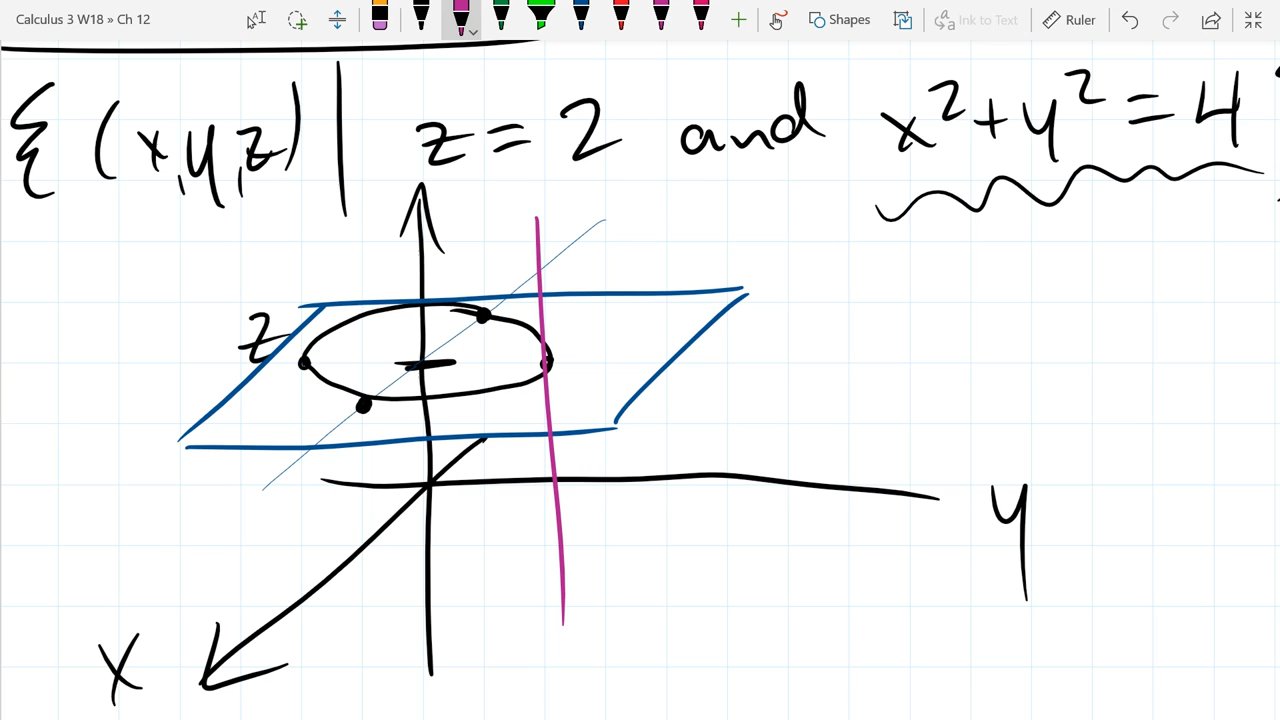 Calculus 3 W18 » Ch 12
Shapes
Ink to Text
Ruler
{ (x,y,z) | z = 2 and x² + y² = 4
z
y
x